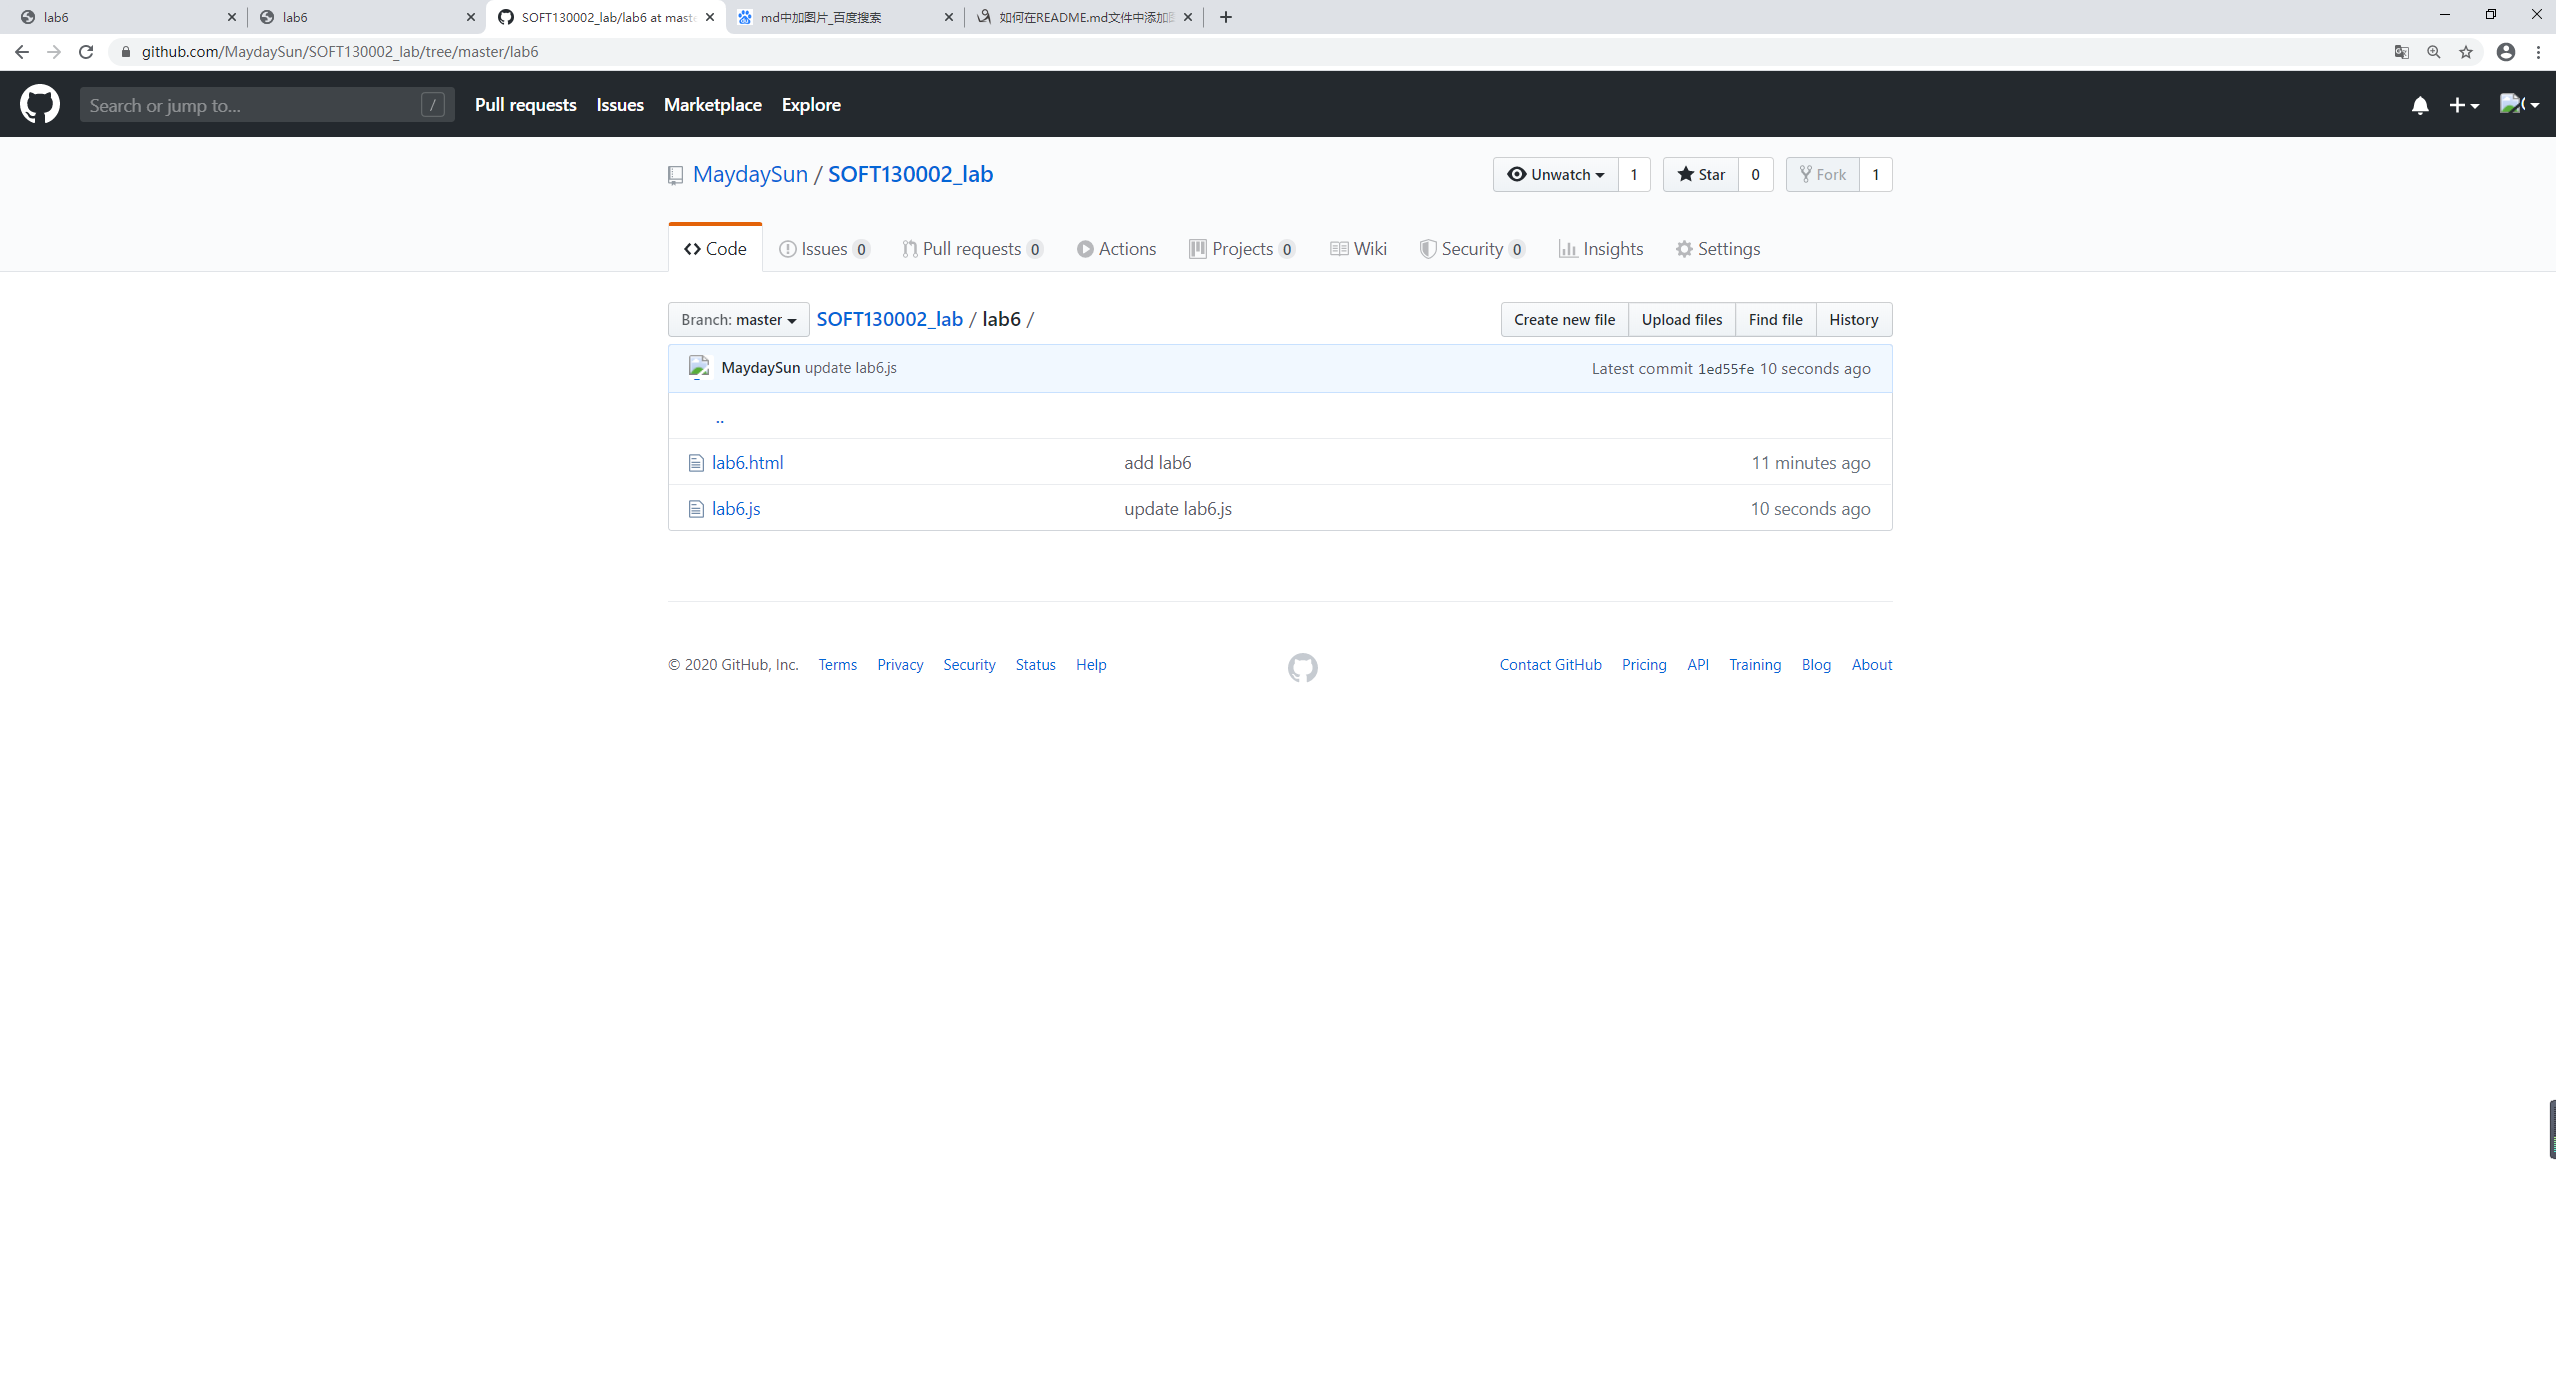 lab6
lab6
SOFT130002_lab/lab6 at mast
md中加图片_百度搜索
如何在README.md文件中添加
github.com/MaydaySun/SOFT130002_lab/tree/master/lab6
Search or jump to... /
Pull requests Issues Marketplace Explore
MaydaySun / SOFT130002_lab
Unwatch 1 Star 0 Fork 1
Code Issues 0 Pull requests 0 Actions Projects 0 Wiki Security 0 Insights Settings
Branch: master SOFT130002_lab / lab6 /
Create new file Upload files Find file History
MaydaySun update lab6.js Latest commit 1ed55fe 10 seconds ago
..
lab6.html add lab6 11 minutes ago
lab6.js update lab6.js 10 seconds ago
© 2020 GitHub, Inc. Terms Privacy Security Status Help
Contact GitHub Pricing API Training Blog About